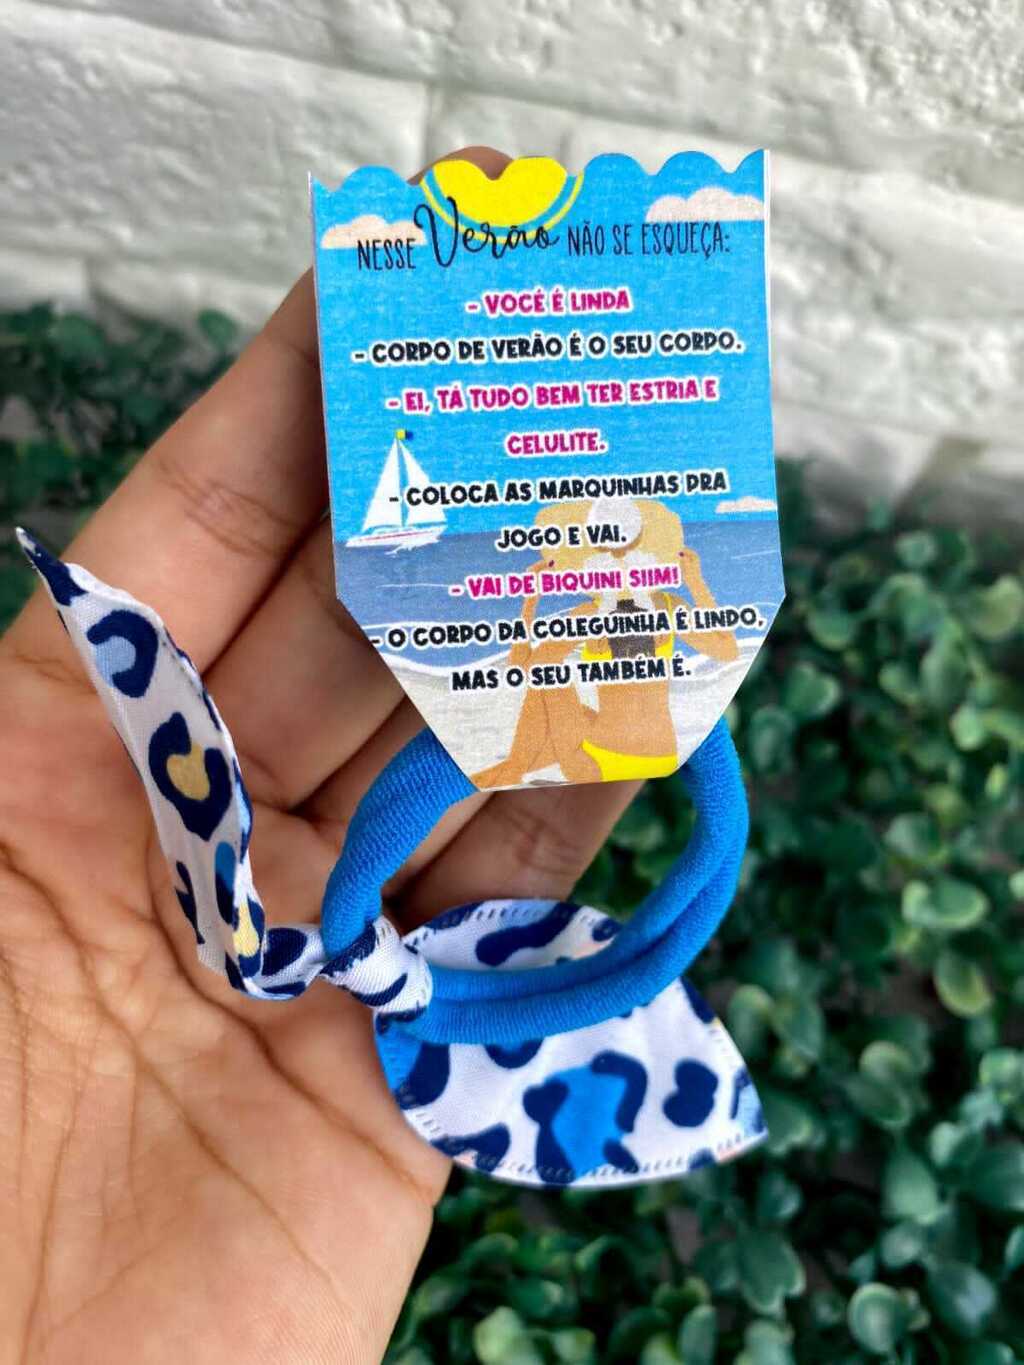 NESSE Verão NÃO SE ESQUEÇA:
- VOCÊ É LINDA
- CORPO DE VERÃO É O SEU CORPO.
- EI, TÁ TUDO BEM TER ESTRIA E
CELULITE.
- COLOCA AS MARQUINHAS PRA
JOGO E VAI.
- VAI DE BIQUINI SIIM!
- O CORPO DA COLEGUINHA É LINDO,
MAS O SEU TAMBÉM É.